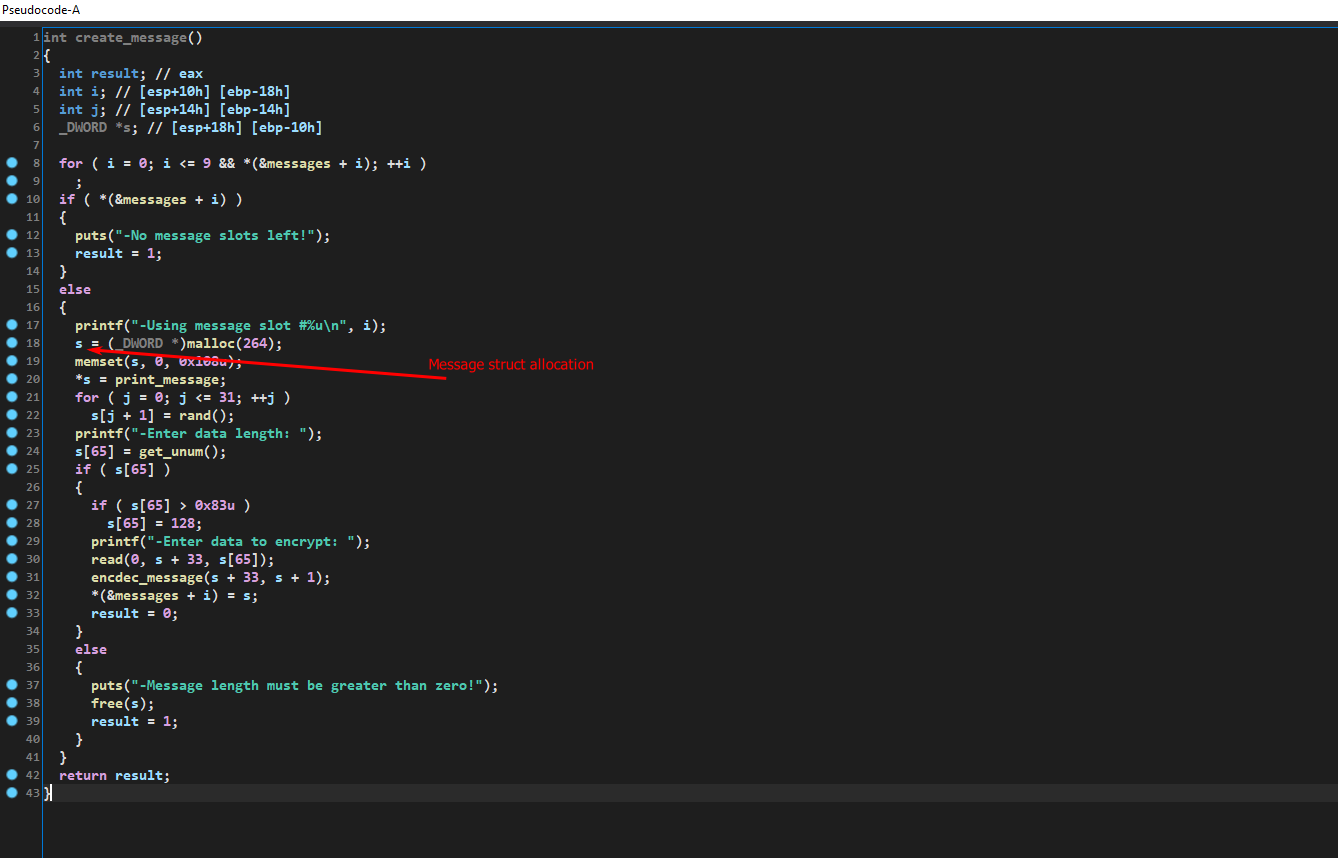 Pseudocode-A
1 int create_message()
2 {
3 int result; // eax
4 int i; // [esp+10h] [ebp-18h]
5 int j; // [esp+14h] [ebp-14h]
6 _DWORD *s; // [esp+18h] [ebp-10h]
7
8 for ( i = 0; i <= 9 && *(&messages + i); ++i )
9 ;
10 if ( *(&messages + i) )
11 {
12 puts("-No message slots left!");
13 result = 1;
14 }
15 else
16 {
17 printf("-Using message slot #%u\n", i);
18 s = (_DWORD *)malloc(264);
19 memset(s, 0, 0x108u);
Message struct allocation
20 *s = print_message;
21 for ( j = 0; j <= 31; ++j )
22 s[j + 1] = rand();
23 printf("-Enter data length: ");
24 s[65] = get_unum();
25 if ( s[65] )
26 {
27 if ( s[65] > 0x83u )
28 s[65] = 128;
29 printf("-Enter data to encrypt: ");
30 read(0, s + 33, s[65]);
31 encdec_message(s + 33, s + 1);
32 *(&messages + i) = s;
33 result = 0;
34 }
35 else
36 {
37 puts("-Message length must be greater than zero!");
38 free(s);
39 result = 1;
40 }
41 }
42 return result;
43 }